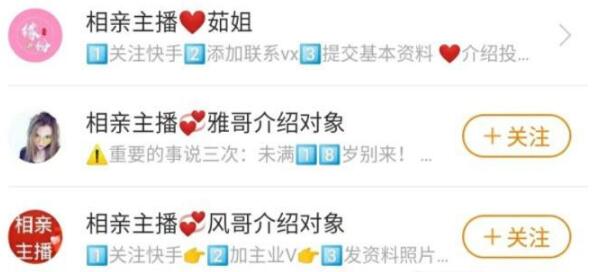 缘份
相亲主播❤️茹姐
1️⃣关注快手2️⃣添加联系vx3️⃣提交基本资料 ❤️介绍投...
相亲主播💞雅哥介绍对象
⚠️重要的事说三次：未满1️⃣8️⃣岁别来！ ...
+关注
相亲
主播
相亲主播💞风哥介绍对象
1️⃣关注快手👉2️⃣加主业V👉3️⃣发资料照片...
+关注